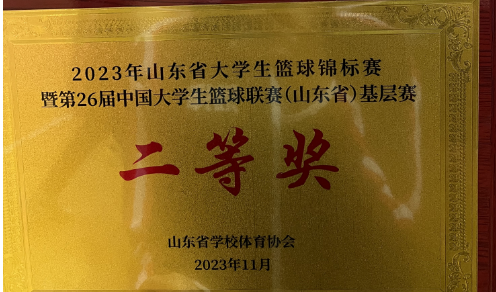 2023年山东省大学生篮球锦标赛
暨第26届中国大学生篮球联赛(山东省)基层赛
二等奖
山东省学校体育协会
2023年11月